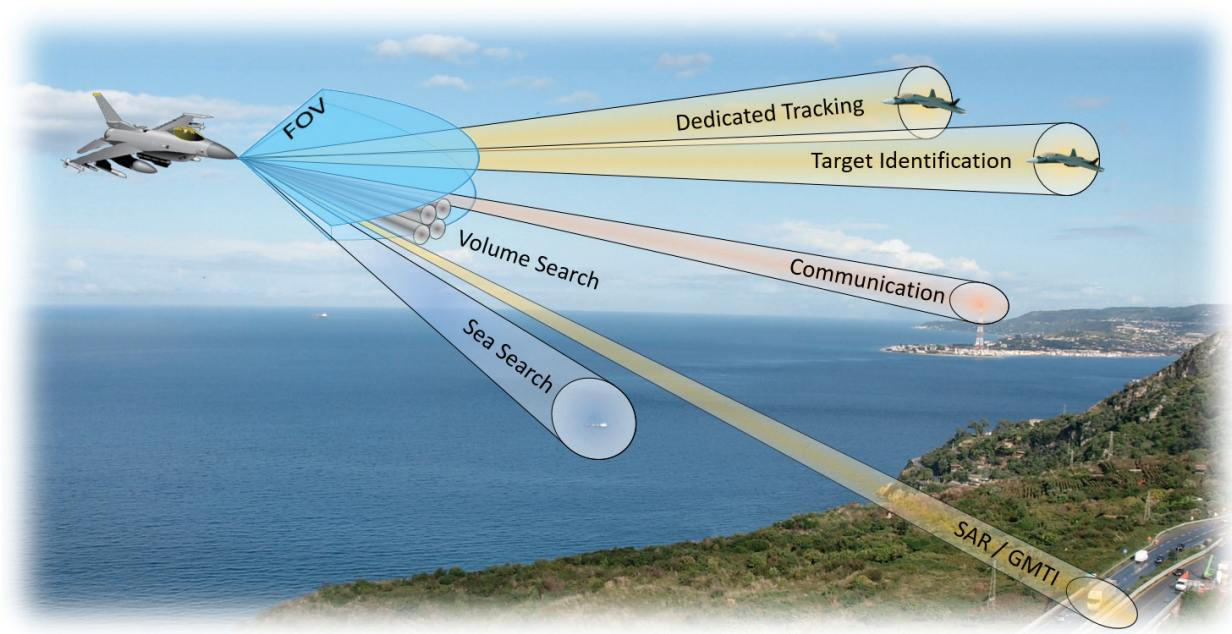 FOV
Dedicated Tracking
Target Identification
Volume Search
Communication
Sea Search
SAR / GMTI